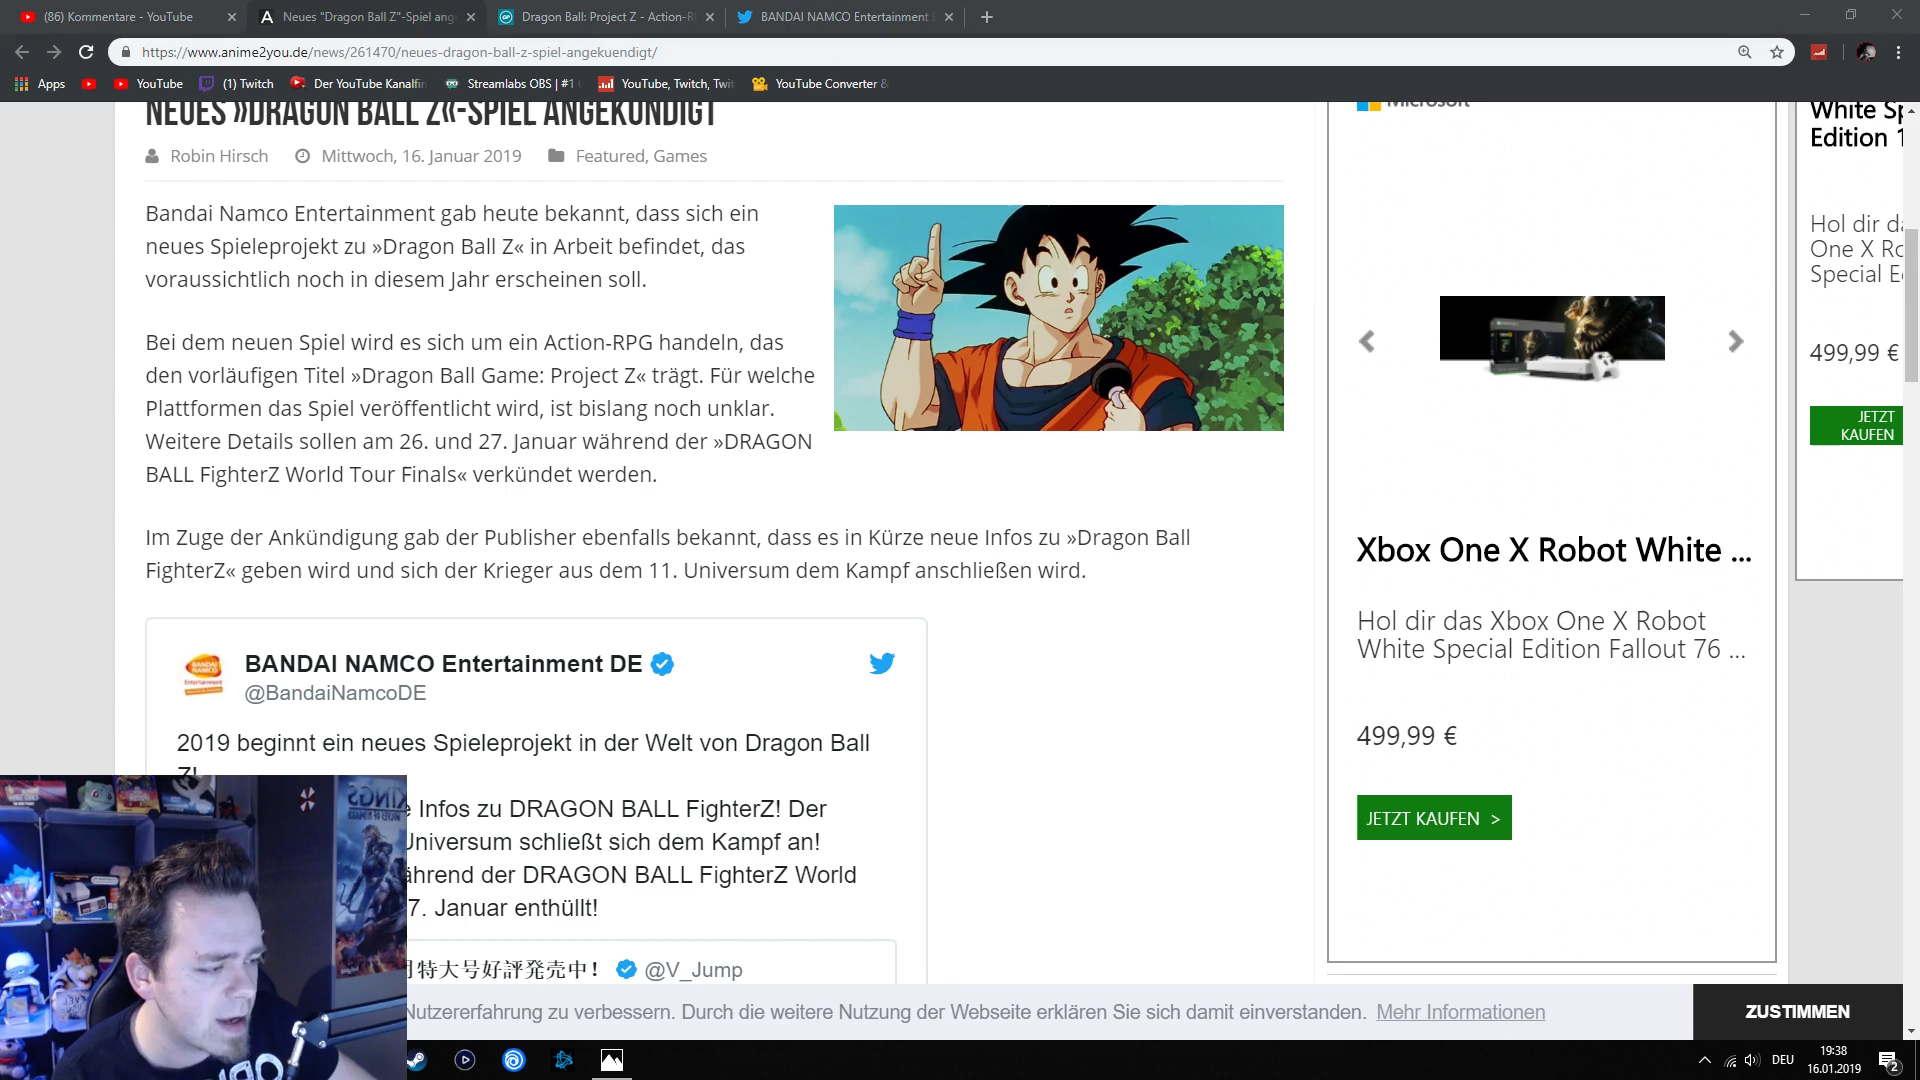 (86) Kommentare - YouTube
Neues "Dragon Ball Z"-Spiel ang
Dragon Ball: Project Z - Action-R
BANDAI NAMCO Entertainment
https://www.anime2you.de/news/261470/neues-dragon-ball-z-spiel-angekuendigt/
Apps
YouTube
(1) Twitch
Der YouTube Kanalfin
Streamlabs OBS | #1
YouTube, Twitch, Twit
YouTube Converter &
NEUES »DRAGON BALL Z«-SPIEL ANGEKÜNDIGT
Robin Hirsch
Mittwoch, 16. Januar 2019
Featured, Games
Bandai Namco Entertainment gab heute bekannt, dass sich ein
neues Spieleprojekt zu »Dragon Ball Z« in Arbeit befindet, das
voraussichtlich noch in diesem Jahr erscheinen soll.
Bei dem neuen Spiel wird es sich um ein Action-RPG handeln, das
den vorläufigen Titel »Dragon Ball Game: Project Z« trägt. Für welche
Plattformen das Spiel veröffentlicht wird, ist bislang noch unklar.
Weitere Details sollen am 26. und 27. Januar während der »DRAGON
BALL FighterZ World Tour Finals« verkündet werden.
Im Zuge der Ankündigung gab der Publisher ebenfalls bekannt, dass es in Kürze neue Infos zu »Dragon Ball
FighterZ« geben wird und sich der Krieger aus dem 11. Universum dem Kampf anschließen wird.
BANDAI NAMCO Entertainment DE
@BandaiNamcoDE
2019 beginnt ein neues Spieleprojekt in der Welt von Dragon Ball
Z!
e Infos zu DRAGON BALL FighterZ! Der
Universum schließt sich dem Kampf an!
ährend der DRAGON BALL FighterZ World
7. Januar enthüllt!
特大号好評発売中！ @V_Jump
Nutzererfahrung zu verbessern. Durch die weitere Nutzung der Webseite erklären Sie sich damit einverstanden. Mehr Informationen
ZUSTIMMEN
Microsoft
Xbox One X Robot White ...
Hol dir das Xbox One X Robot
White Special Edition Fallout 76 ...
499,99 €
JETZT KAUFEN >
White Sp
Edition 1
Hol dir da
One X Ro
Special E
499,99 €
JETZT
KAUFEN
DEU
19:38
16.01.2019
2